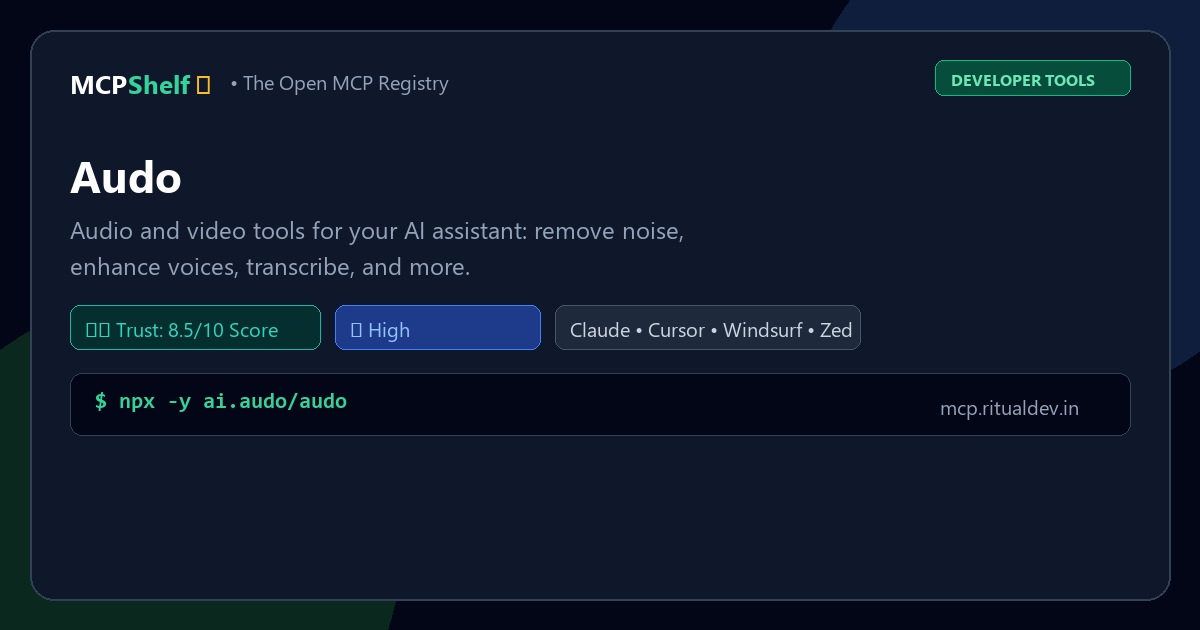 MCPShelf • The Open MCP Registry
DEVELOPER TOOLS
Audo
Audio and video tools for your AI assistant: remove noise,
enhance voices, transcribe, and more.
Trust: 8.5/10 Score
High
Claude • Cursor • Windsurf • Zed
$ npx -y ai.audo/audo
mcp.ritualdev.in